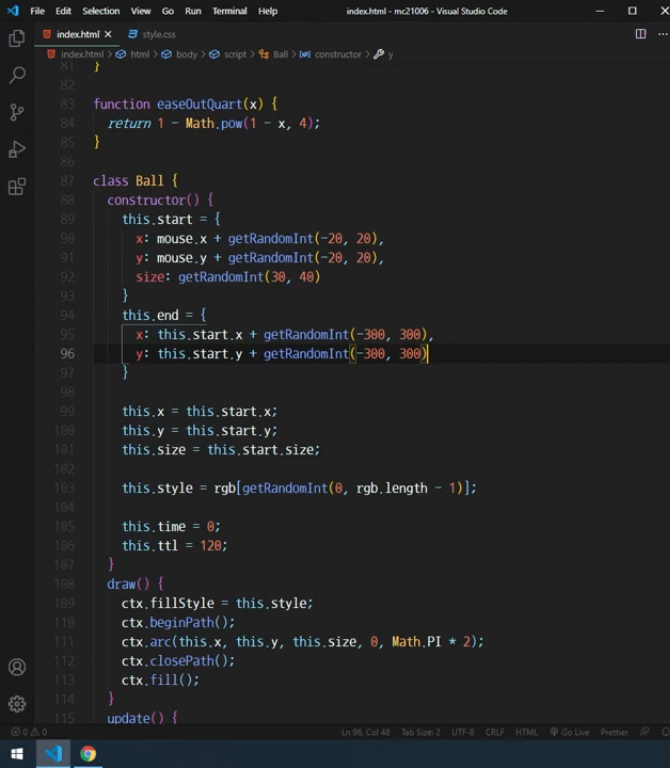 File Edit Selection View Go Run Terminal Help index.html - mc21006 - Visual Studio Code
index.html style.css
index.html > html > body > script > Ball > constructor > y
81 }
82
83 function easeOutQuart(x) {
84 return 1 - Math.pow(1 - x, 4);
85 }
86
87 class Ball {
88 constructor() {
89 this.start = {
90 x: mouse.x + getRandomInt(-20, 20),
91 y: mouse.y + getRandomInt(-20, 20),
92 size: getRandomInt(30, 40)
93 }
94 this.end = {
95 x: this.start.x + getRandomInt(-300, 300),
96 y: this.start.y + getRandomInt(-300, 300)
97 }
98
99 this.x = this.start.x;
100 this.y = this.start.y;
101 this.size = this.start.size;
102
103 this.style = rgb[getRandomInt(0, rgb.length - 1)];
104
105 this.time = 0;
106 this.ttl = 120;
107 }
108 draw() {
109 ctx.fillStyle = this.style;
110 ctx.beginPath();
111 ctx.arc(this.x, this.y, this.size, 0, Math.PI * 2);
112 ctx.closePath();
113 ctx.fill();
114 }
115 update() {
0 0 Ln 96, Col 48 Tab Size: 2 UTF-8 CRLF HTML Go Live Prettier